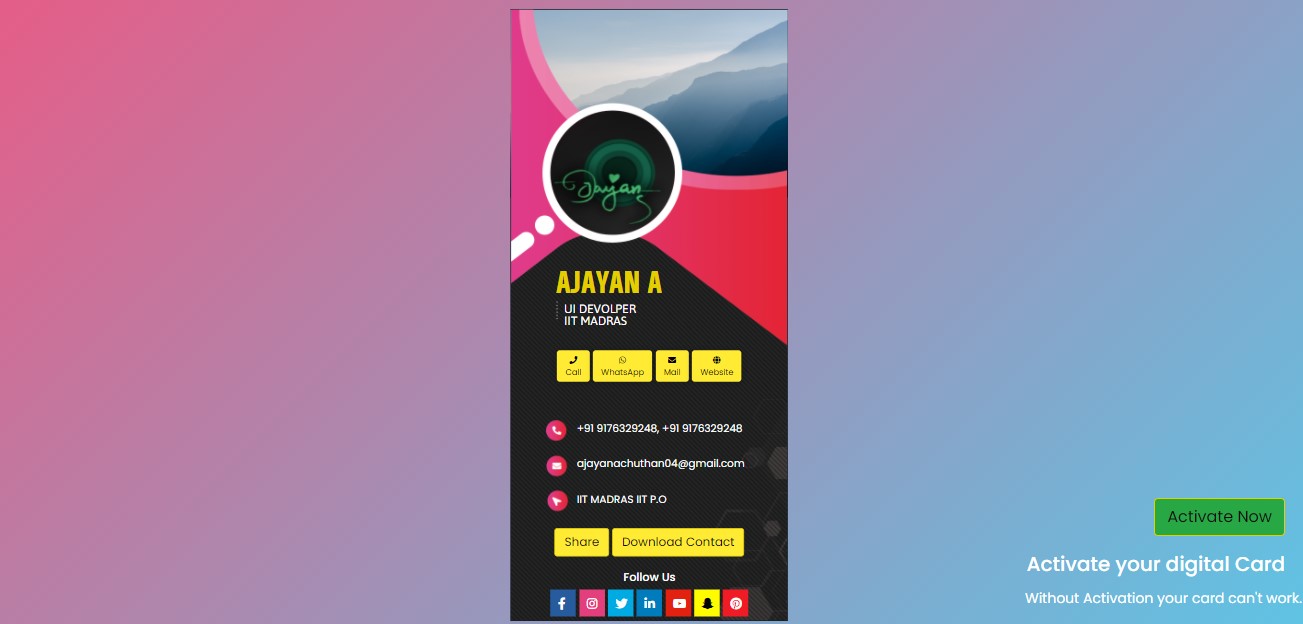 Ajayan
AJAYAN A
UI DEVOLPER
IIT MADRAS
Call
WhatsApp
Mail
Website
+91 9176329248, +91 9176329248
ajayanachuthan04@gmail.com
IIT MADRAS IIT P.O
Share
Download Contact
Follow Us
Activate Now
Activate your digital Card
Without Activation your card can't work.